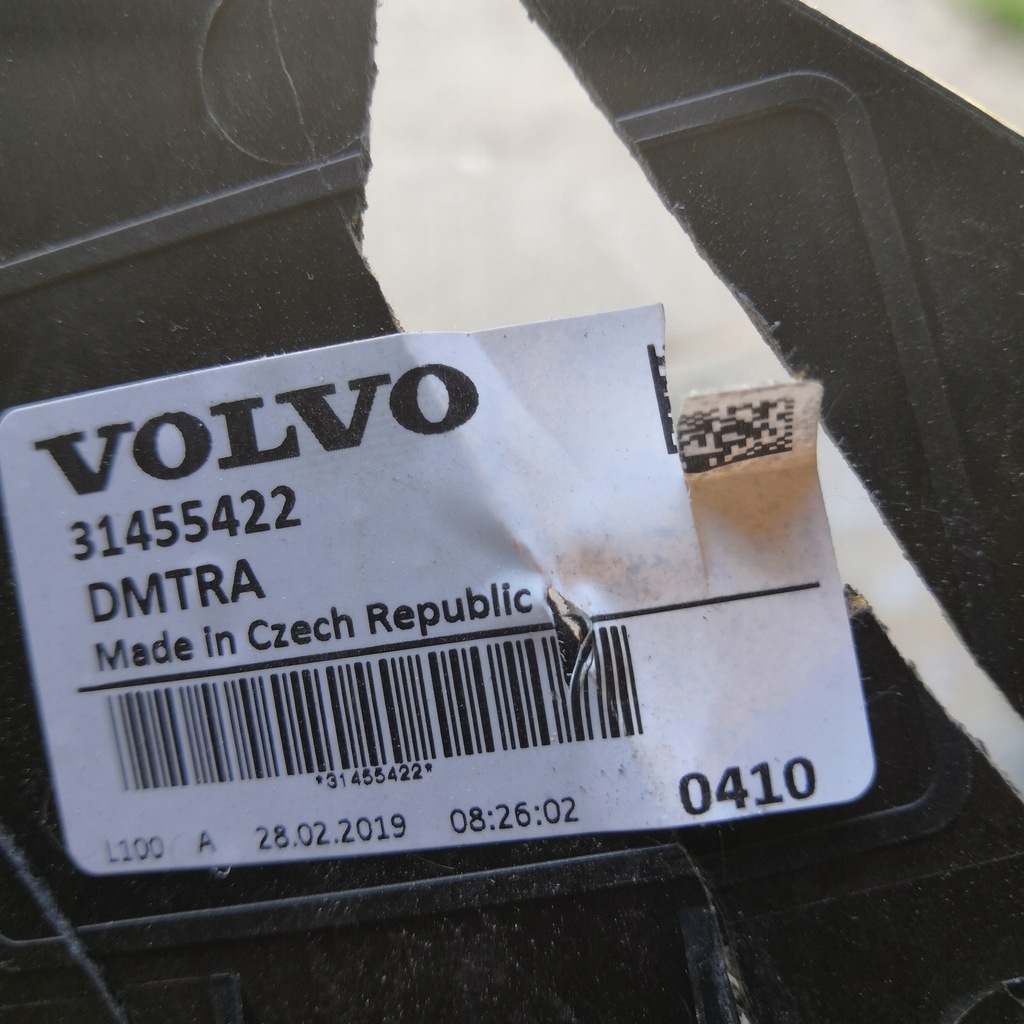 VOLVO
31455422
DMTRA
Made in Czech Republic
*31455422*
0410
L100 A 28.02.2019 08:26:02